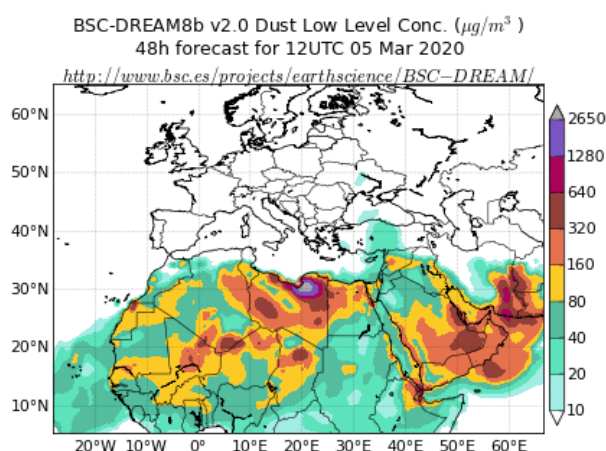 BSC-DREAM8b v2.0 Dust Low Level Conc. (μg/m³ )
48h forecast for 12UTC 05 Mar 2020
http://www.bsc.es/projects/earthscience/BSC−DREAM/
60°N
50°N
40°N
30°N
20°N
10°N
20°W
10°W
0°
10°E
20°E
30°E
40°E
50°E
60°E
2650
1280
640
320
160
80
40
20
10